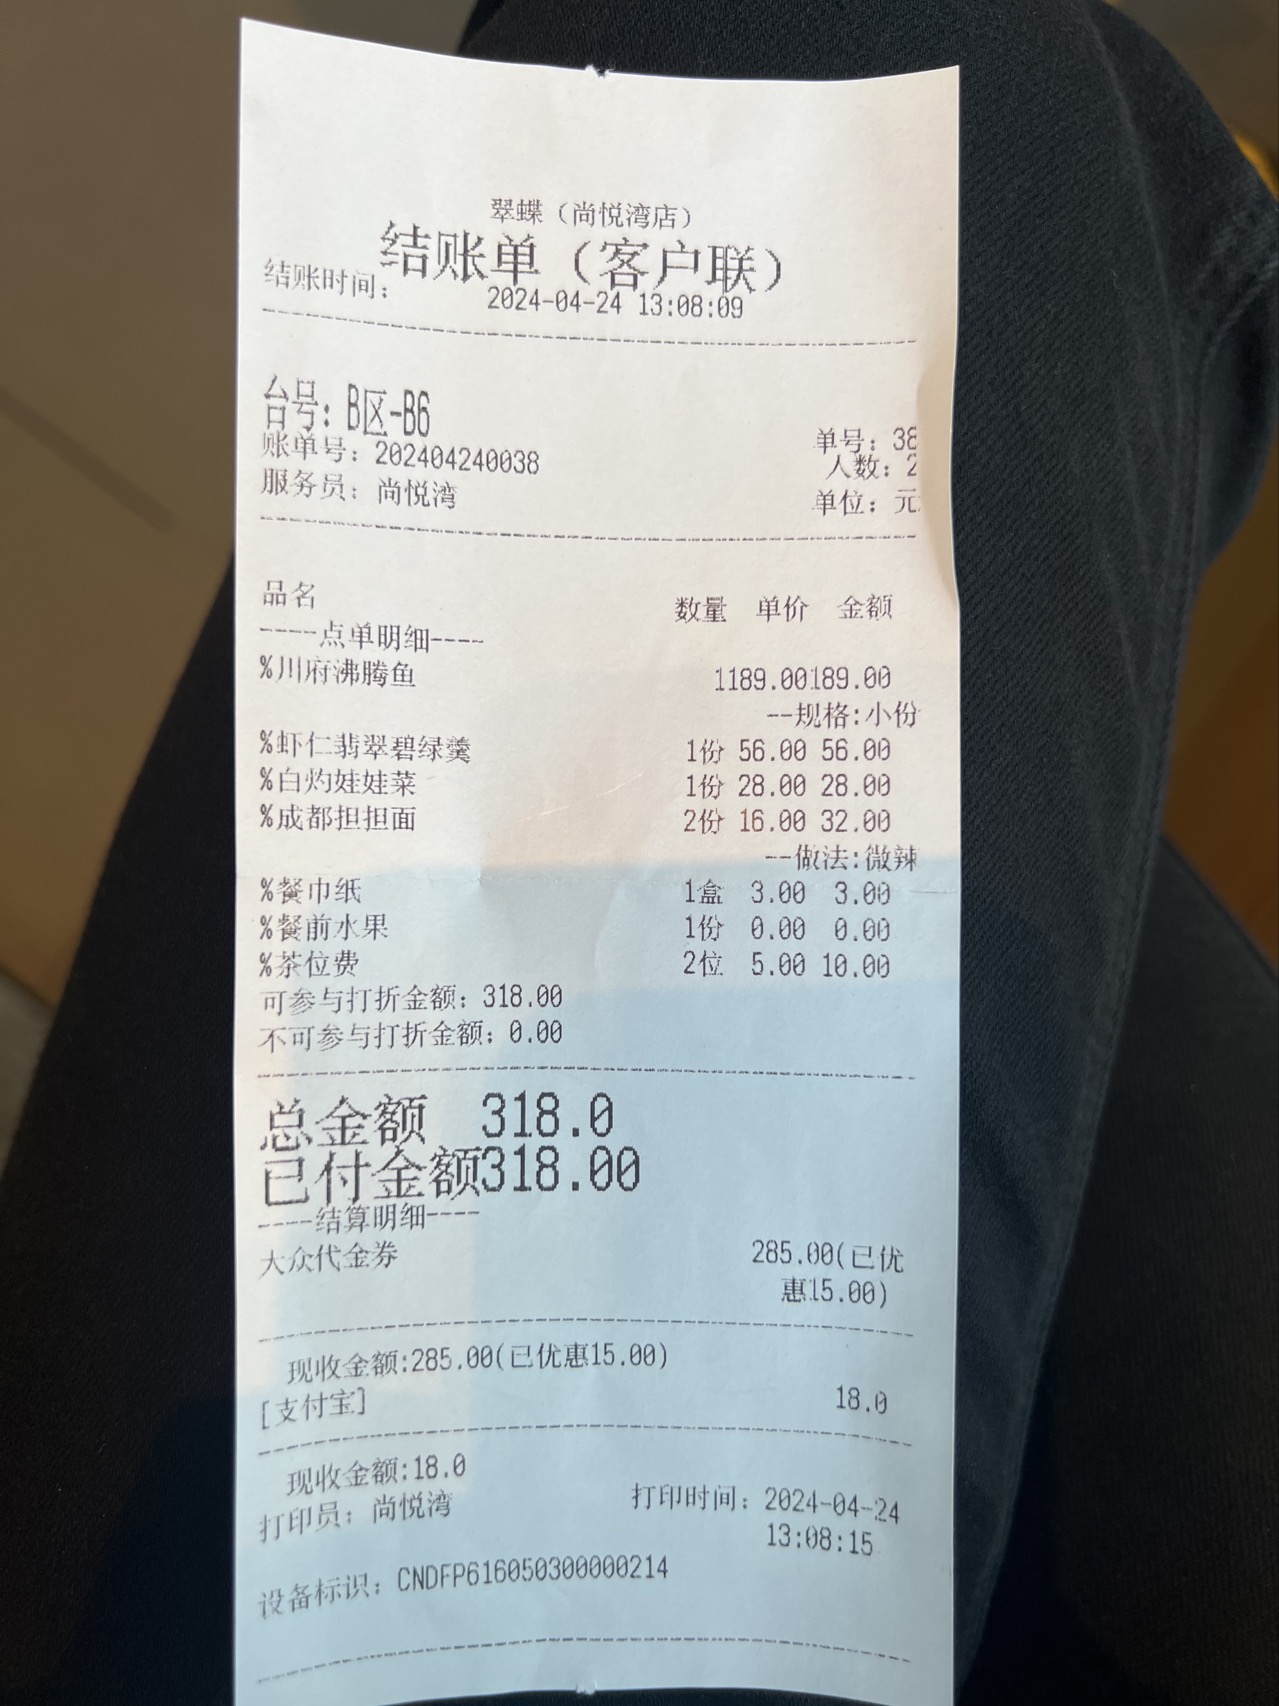 翠蝶（尚悦湾店）
结账单（客户联）
结账时间： 2024-04-24 13:08:09
台号：B区-B6
账单号：202404240038 单号：38
服务员：尚悦湾 人数：2
单位：元
品名 数量 单价 金额
----点单明细----
%川府沸腾鱼 1189.00189.00
--规格:小份
%虾仁翡翠碧绿羹 1份 56.00 56.00
%白灼娃娃菜 1份 28.00 28.00
%成都担担面 2份 16.00 32.00
--做法:微辣
%餐巾纸 1盒 3.00 3.00
%餐前水果 1份 0.00 0.00
%茶位费 2位 5.00 10.00
可参与打折金额：318.00
不可参与打折金额：0.00
总金额 318.0
已付金额318.00
----结算明细----
大众代金券 285.00(已优
惠15.00)
现收金额:285.00(已优惠15.00)
[支付宝] 18.0
现收金额:18.0
打印员：尚悦湾 打印时间：2024-04-24
13:08:15
设备标识：CNDFP616050300000214